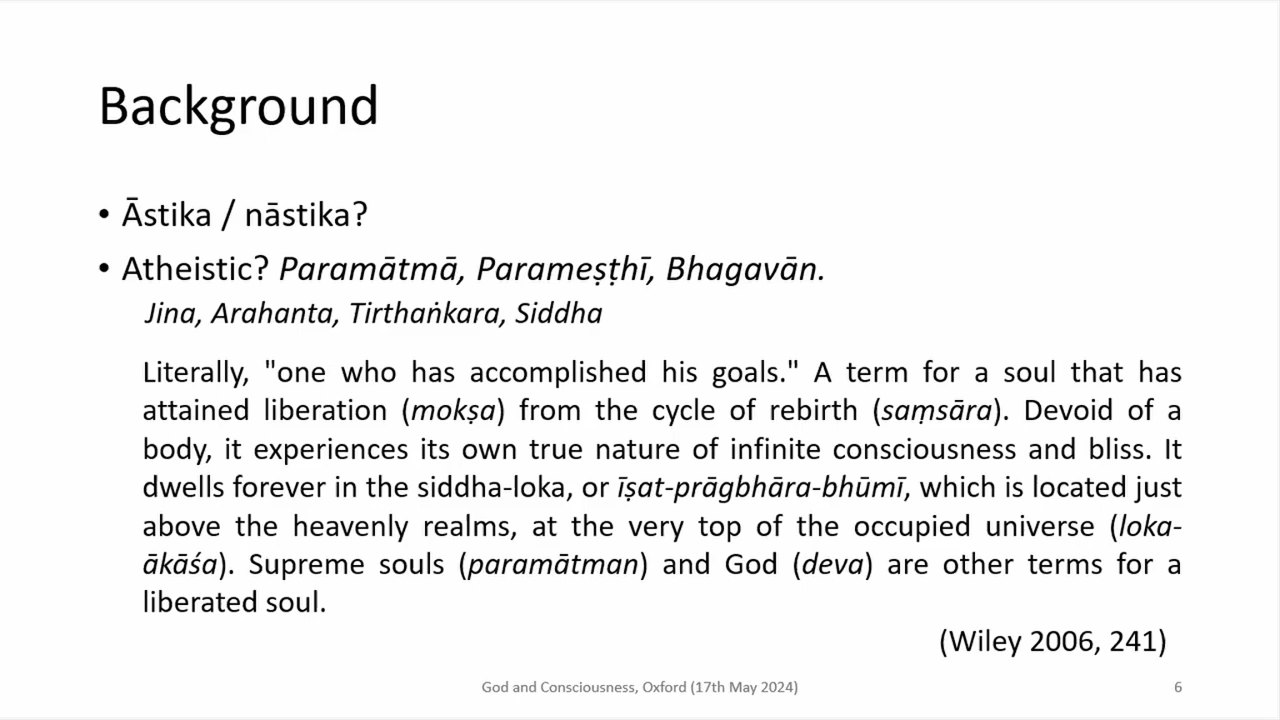 Background
• Āstika / nāstika?
• Atheistic? Paramātmā, Parameṣṭhī, Bhagavān.
Jina, Arahanta, Tirthaṅkara, Siddha
Literally, "one who has accomplished his goals." A term for a soul that has
attained liberation (mokṣa) from the cycle of rebirth (saṃsāra). Devoid of a
body, it experiences its own true nature of infinite consciousness and bliss. It
dwells forever in the siddha-loka, or īṣat-prāgbhāra-bhūmī, which is located just
above the heavenly realms, at the very top of the occupied universe (loka-
ākāśa). Supreme souls (paramātman) and God (deva) are other terms for a
liberated soul.
(Wiley 2006, 241)
God and Consciousness, Oxford (17th May 2024)
6